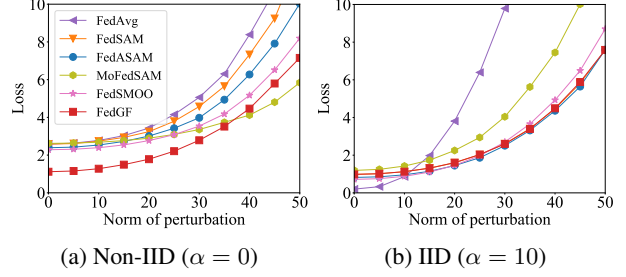 10
8
6
4
2
0
Loss
FedAvg
FedSAM
FedASAM
MoFedSAM
FedSMOO
FedGF
0 10 20 30 40 50
Norm of perturbation
(a) Non-IID (α = 0)
10
8
6
4
2
0
Loss
0 10 20 30 40 50
Norm of perturbation
(b) IID (α = 10)